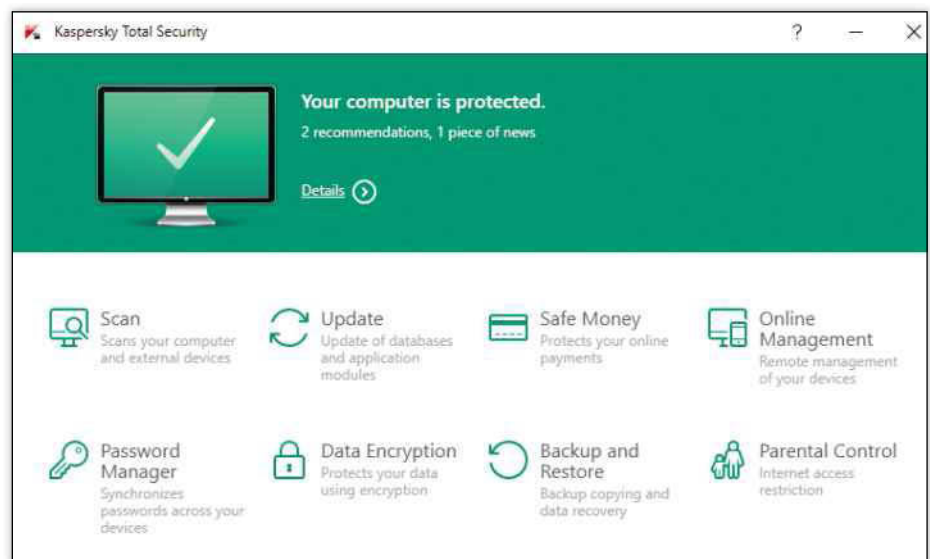 Kaspersky Total Security
?
Your computer is protected.
2 recommendations, 1 piece of news
Details
Scan
Scans your computer
and external devices
Update
Update of databases
and application
modules
Safe Money
Protects your online
payments
Online
Management
Remote management
of your devices
Password
Manager
Synchronizes
passwords across your
devices
Data Encryption
Protects your data
using encryption
Backup and
Restore
Backup copying and
data recovery
Parental Control
Internet access
restriction